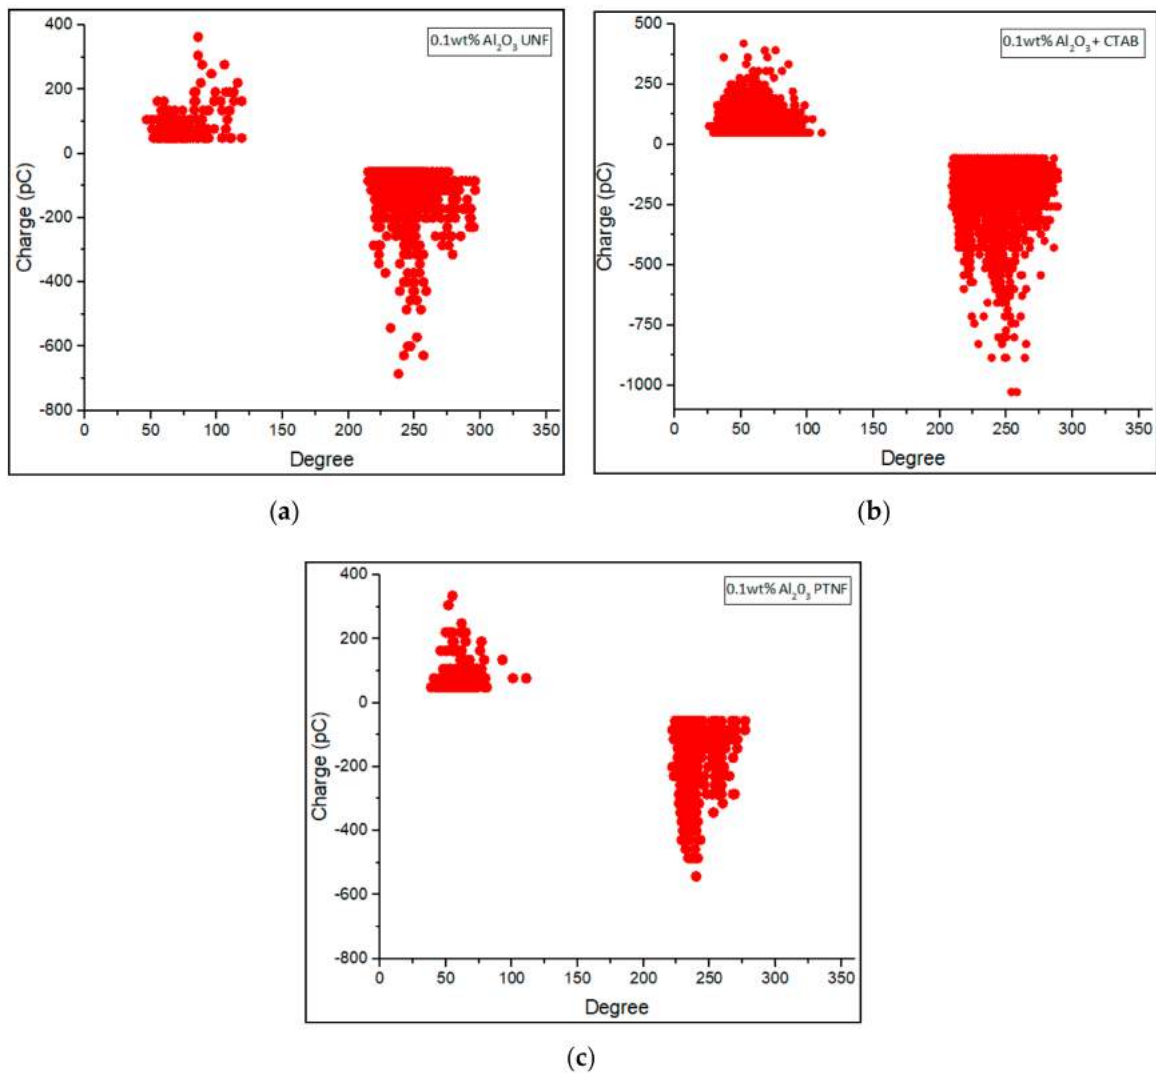 400
200
0
-200
-400
-600
-800
0 50 100 150 200 250 300 350
Charge (pC)
Degree
0.1wt% Al₂O₃ UNF
(a)
500
250
0
-250
-500
-750
-1000
0 50 100 150 200 250 300 350
Charge (pC)
Degree
0.1wt% Al₂O₃ + CTAB
(b)
400
200
0
-200
-400
-600
-800
0 50 100 150 200 250 300 350
Charge (pC)
Degree
0.1wt% Al₂0₃ PTNF
(c)